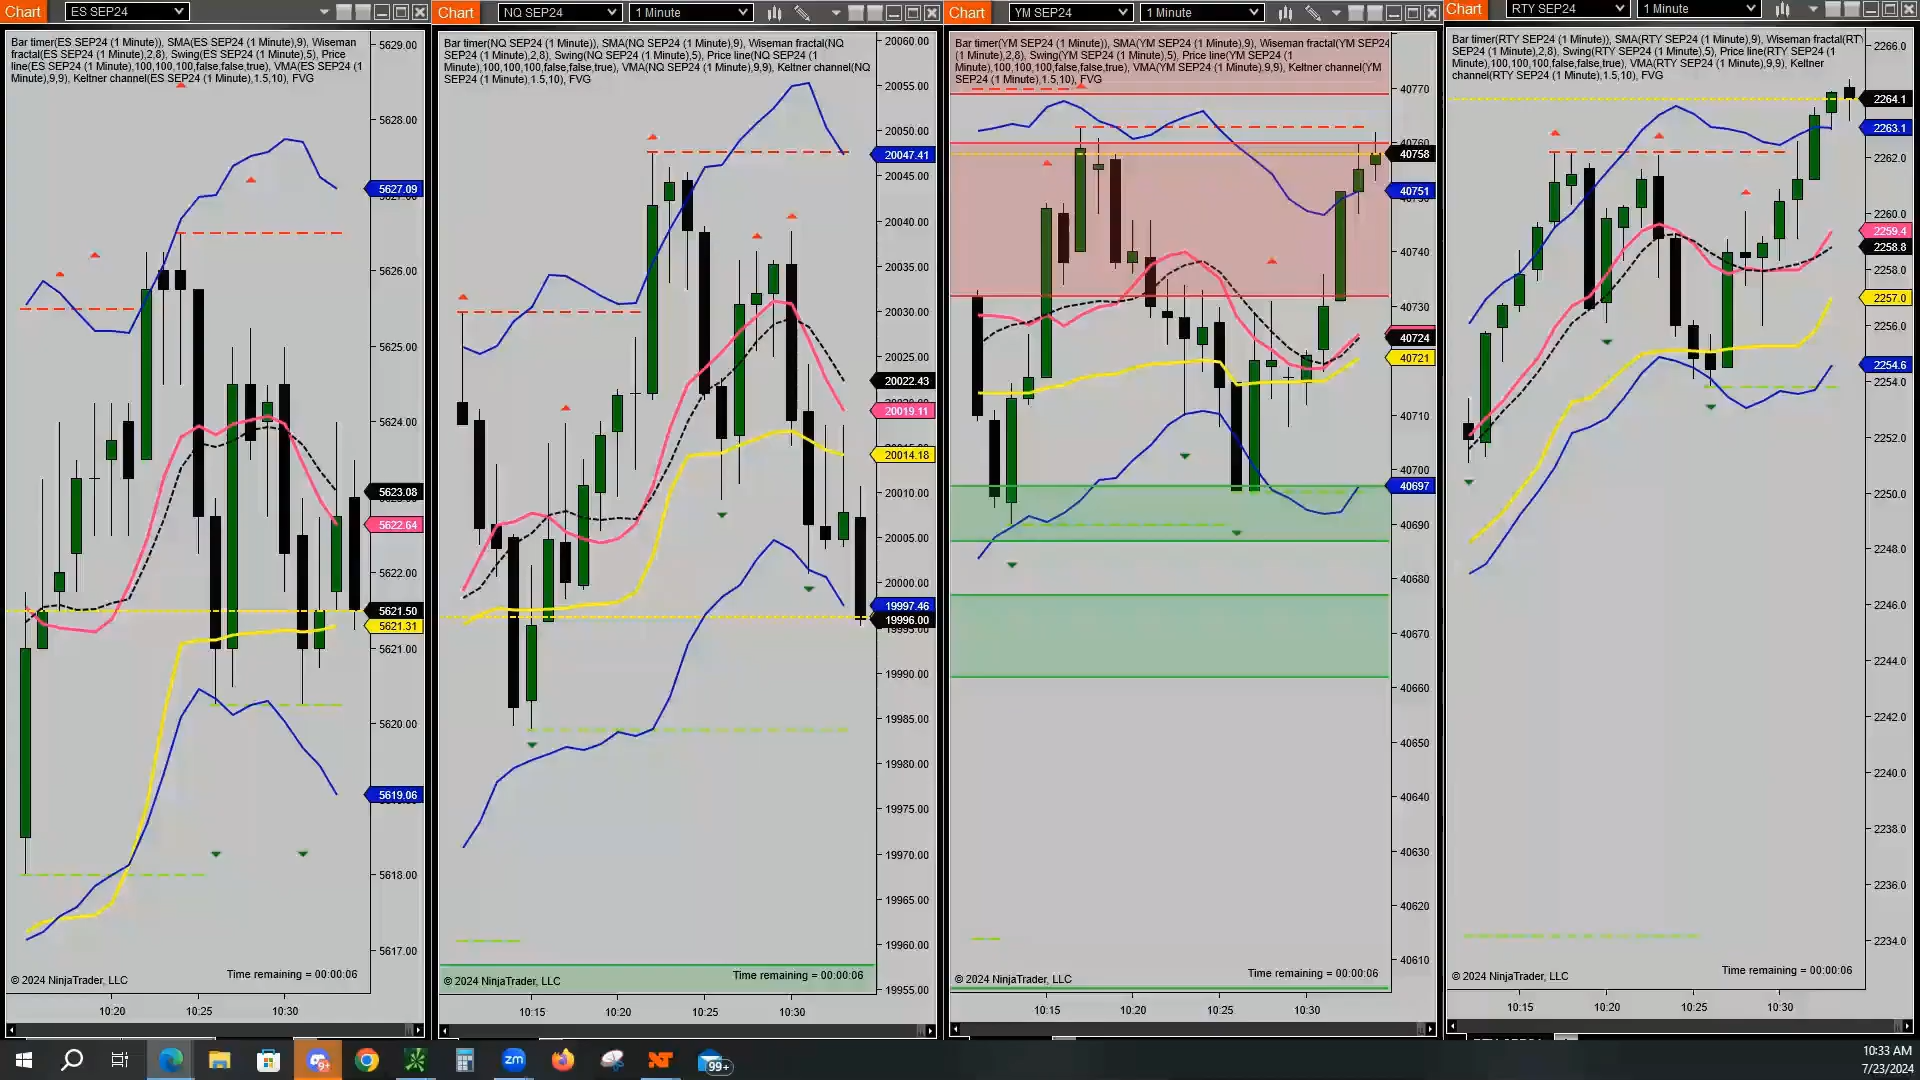 Chart ES SEP24
Bar timer(ES SEP24 (1 Minute)), SMA(ES SEP24 (1 Minute),9), Wiseman
fractal(ES SEP24 (1 Minute),2,8), Swing(ES SEP24 (1 Minute),5), Price
line(ES SEP24 (1 Minute),100,100,100,false,false,true), VMA(ES SEP24 (1
Minute),9,9), Keltner channel(ES SEP24 (1 Minute),1.5,10), FVG
5629.00
5628.00
5627.09
5626.00
5625.00
5624.00
5623.08
5622.64
5622.00
5621.50
5621.31
5621.00
5620.00
5619.06
5618.00
5617.00
Time remaining = 00:00:06
© 2024 NinjaTrader, LLC
10:20 10:25 10:30
Chart NQ SEP24 1 Minute
Bar timer(NQ SEP24 (1 Minute)), SMA(NQ SEP24 (1 Minute),9), Wiseman fractal(NQ
SEP24 (1 Minute),2,8), Swing(NQ SEP24 (1 Minute),5), Price line(NQ SEP24 (1
Minute),100,100,100,false,false,true), VMA(NQ SEP24 (1 Minute),9,9), Keltner channel(NQ
SEP24 (1 Minute),1.5,10), FVG
20060.00
20055.00
20050.00
20047.41
20045.00
20040.00
20035.00
20030.00
20025.00
20022.43
20019.11
20014.18
20010.00
20005.00
20000.00
19997.46
19996.00
19990.00
19985.00
19980.00
19975.00
19970.00
19965.00
19960.00
19955.00
Time remaining = 00:00:06
© 2024 NinjaTrader, LLC
10:15 10:20 10:25 10:30
Chart YM SEP24 1 Minute
Bar timer(YM SEP24 (1 Minute)), SMA(YM SEP24 (1 Minute),9), Wiseman fractal(YM SEP24
(1 Minute),2,8), Swing(YM SEP24 (1 Minute),5), Price line(YM SEP24 (1
Minute),100,100,100,false,false,true), VMA(YM SEP24 (1 Minute),9,9), Keltner channel(YM
SEP24 (1 Minute),1.5,10), FVG
40770
40760
40758
40751
40740
40730
40724
40721
40710
40700
40697
40690
40680
40670
40660
40650
40640
40630
40620
40610
Time remaining = 00:00:06
© 2024 NinjaTrader, LLC
10:15 10:20 10:25 10:30
Chart RTY SEP24 1 Minute
Bar timer(RTY SEP24 (1 Minute)), SMA(RTY SEP24 (1 Minute),9), Wiseman fractal(RTY
SEP24 (1 Minute),2,8), Swing(RTY SEP24 (1 Minute),5), Price line(RTY SEP24 (1
Minute),100,100,100,false,false,true), VMA(RTY SEP24 (1 Minute),9,9), Keltner
channel(RTY SEP24 (1 Minute),1.5,10), FVG
2266.0
2264.1
2263.1
2262.0
2260.0
2259.4
2258.8
2258.0
2257.0
2256.0
2254.6
2254.0
2252.0
2250.0
2248.0
2246.0
2244.0
2242.0
2240.0
2238.0
2236.0
2234.0
Time remaining = 00:00:06
© 2024 NinjaTrader, LLC
10:15 10:20 10:25 10:30
zm
99+
10:33 AM
7/23/2024